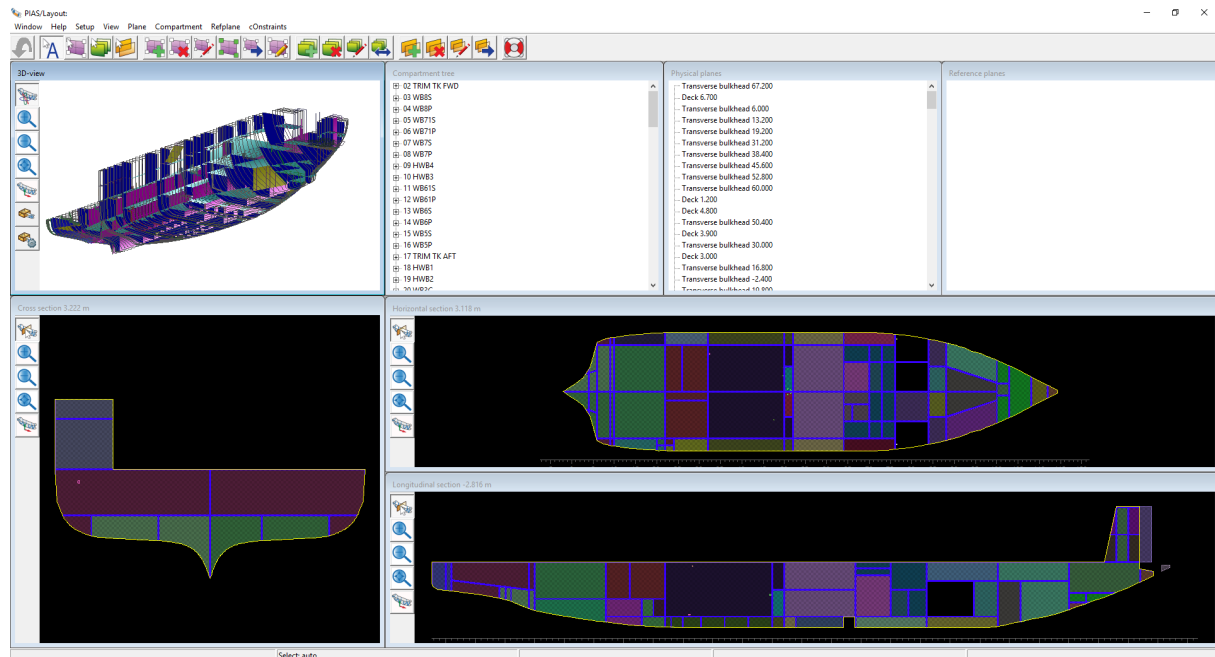 PIAS/Layout:
Window Help Setup View Plane Compartment Refplane cOnstraints
3D-view
Compartment tree
02 TRIM TK FWD
03 WB8S
04 WB8P
05 WB71S
06 WB71P
07 WB7S
08 WB7P
09 HWB4
10 HWB3
11 WB61S
12 WB61P
13 WB6S
14 WB6P
15 WB5S
16 WB5P
17 TRIM TK AFT
18 HWB1
19 HWB2
Physical planes
Transverse bulkhead 67.200
Deck 6.700
Transverse bulkhead 6.000
Transverse bulkhead 13.200
Transverse bulkhead 19.200
Transverse bulkhead 31.200
Transverse bulkhead 38.400
Transverse bulkhead 45.600
Transverse bulkhead 52.800
Transverse bulkhead 60.000
Deck 1.200
Deck 4.800
Transverse bulkhead 50.400
Deck 3.900
Transverse bulkhead 30.000
Deck 3.000
Transverse bulkhead 16.800
Transverse bulkhead -2.400
Transverse bulkhead 10.800
Reference planes
Cross section 3.222 m
Horizontal section 3.118 m
Longitudinal section -2.816 m
Select: auto